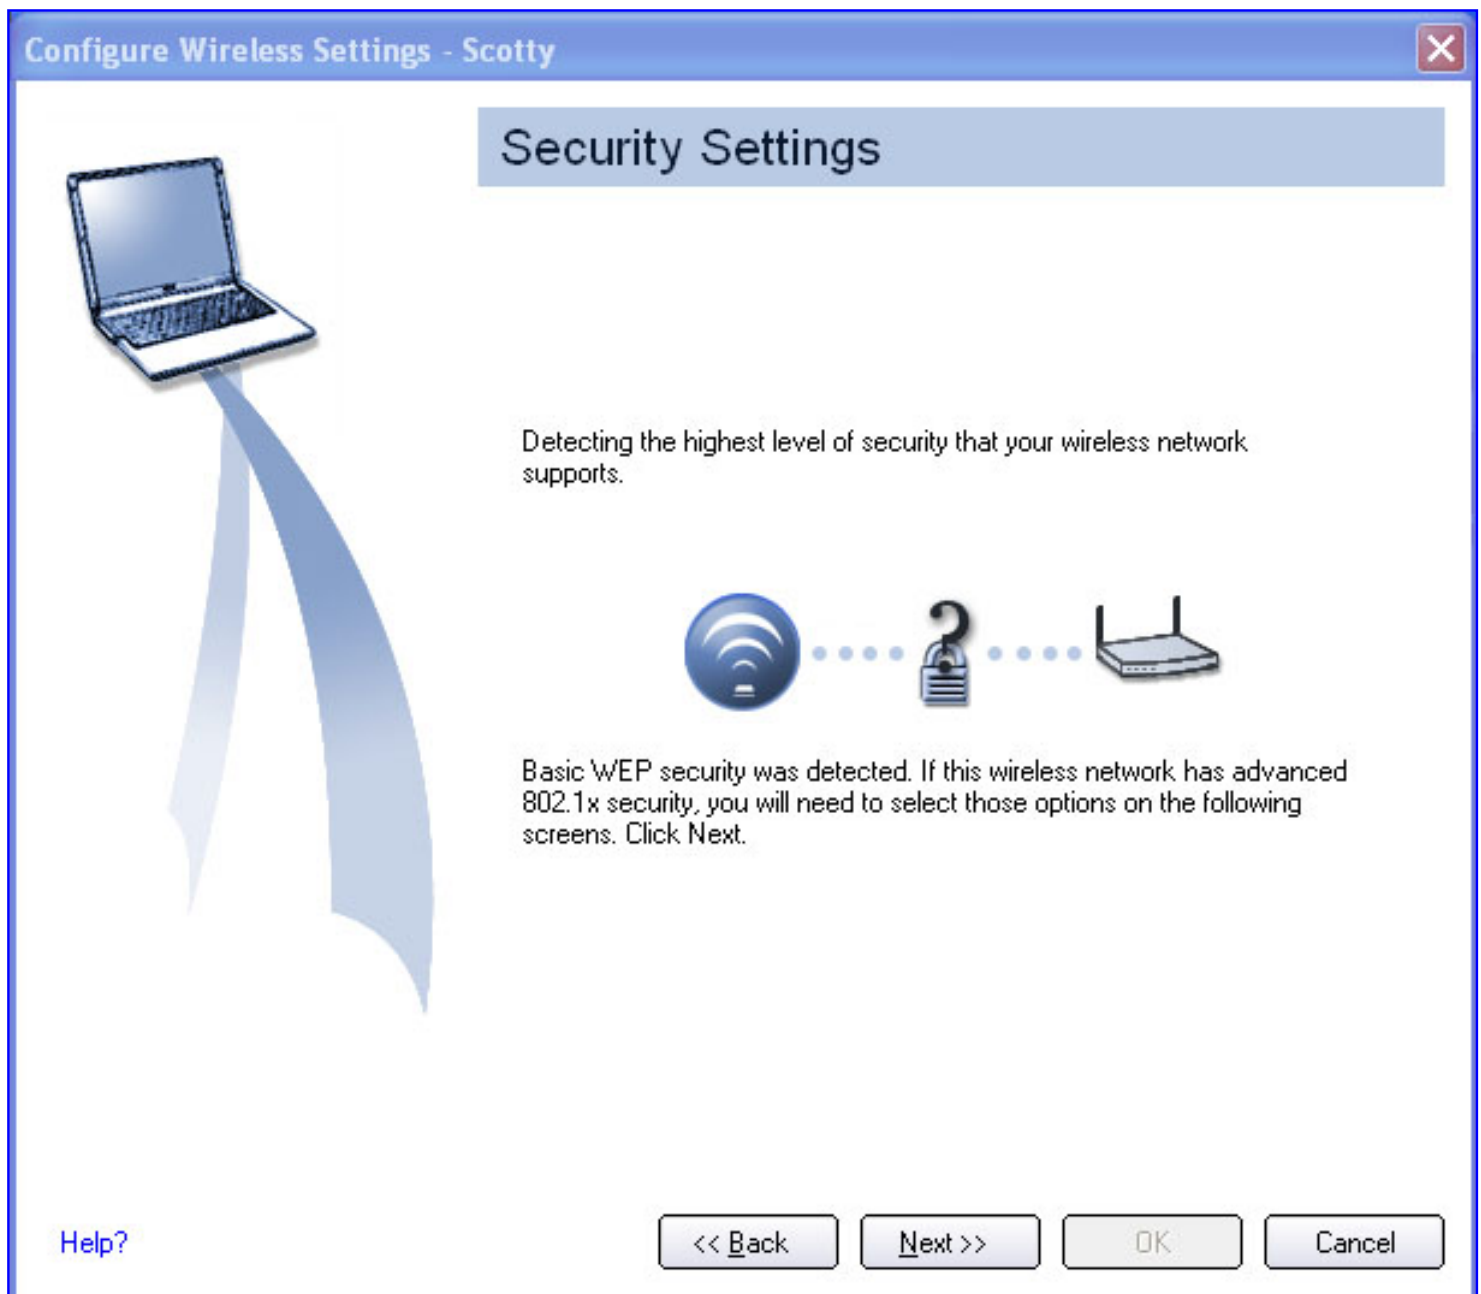 Configure Wireless Settings - Scotty
Security Settings
Detecting the highest level of security that your wireless network
supports.
Basic WEP security was detected. If this wireless network has advanced
802.1x security, you will need to select those options on the following
screens. Click Next.
Help?
<< Back
Next >>
OK
Cancel